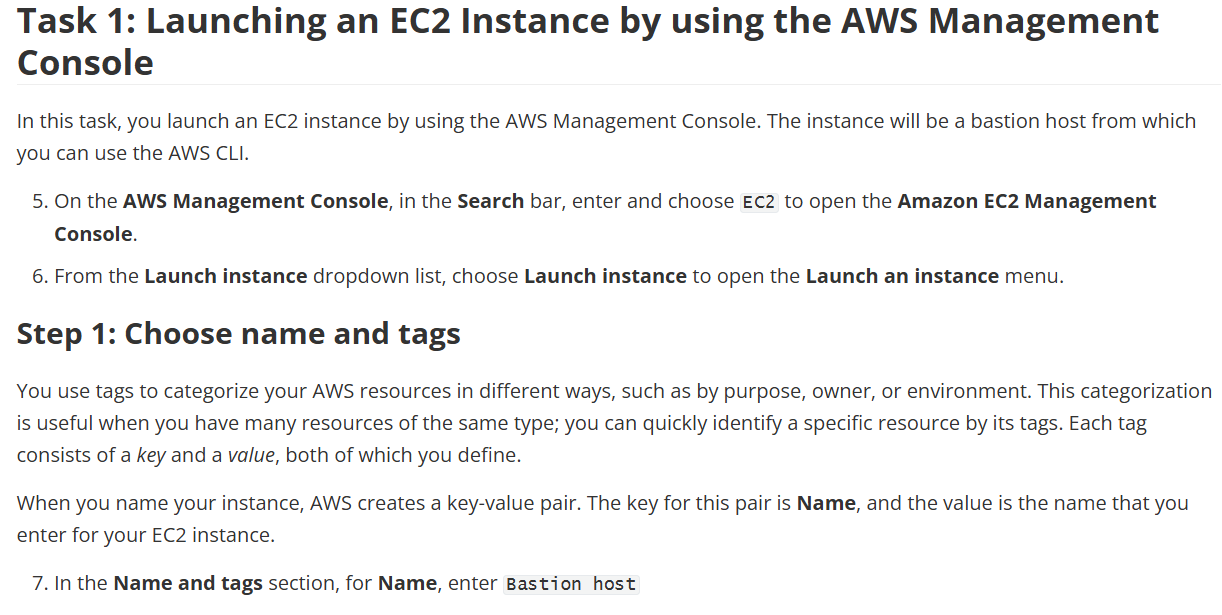 Task 1: Launching an EC2 Instance by using the AWS Management
Console
In this task, you launch an EC2 instance by using the AWS Management Console. The instance will be a bastion host from which
you can use the AWS CLI.
5. On the AWS Management Console, in the Search bar, enter and choose EC2 to open the Amazon EC2 Management
Console.
6. From the Launch instance dropdown list, choose Launch instance to open the Launch an instance menu.
Step 1: Choose name and tags
You use tags to categorize your AWS resources in different ways, such as by purpose, owner, or environment. This categorization
is useful when you have many resources of the same type; you can quickly identify a specific resource by its tags. Each tag
consists of a key and a value, both of which you define.
When you name your instance, AWS creates a key-value pair. The key for this pair is Name, and the value is the name that you
enter for your EC2 instance.
7. In the Name and tags section, for Name, enter Bastion host